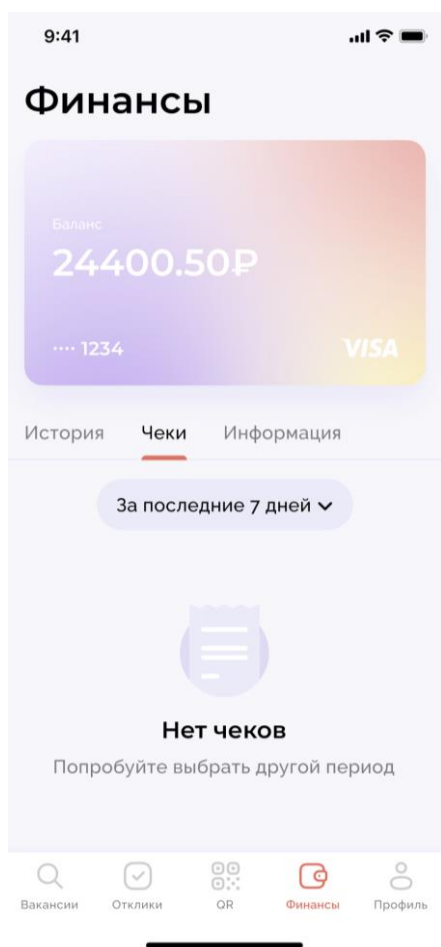 9:41
Финансы
Баланс
24400.50₽
···· 1234
VISA
История Чеки Информация
За последние 7 дней
Нет чеков
Попробуйте выбрать другой период
Вакансии Отклики QR Финансы Профиль